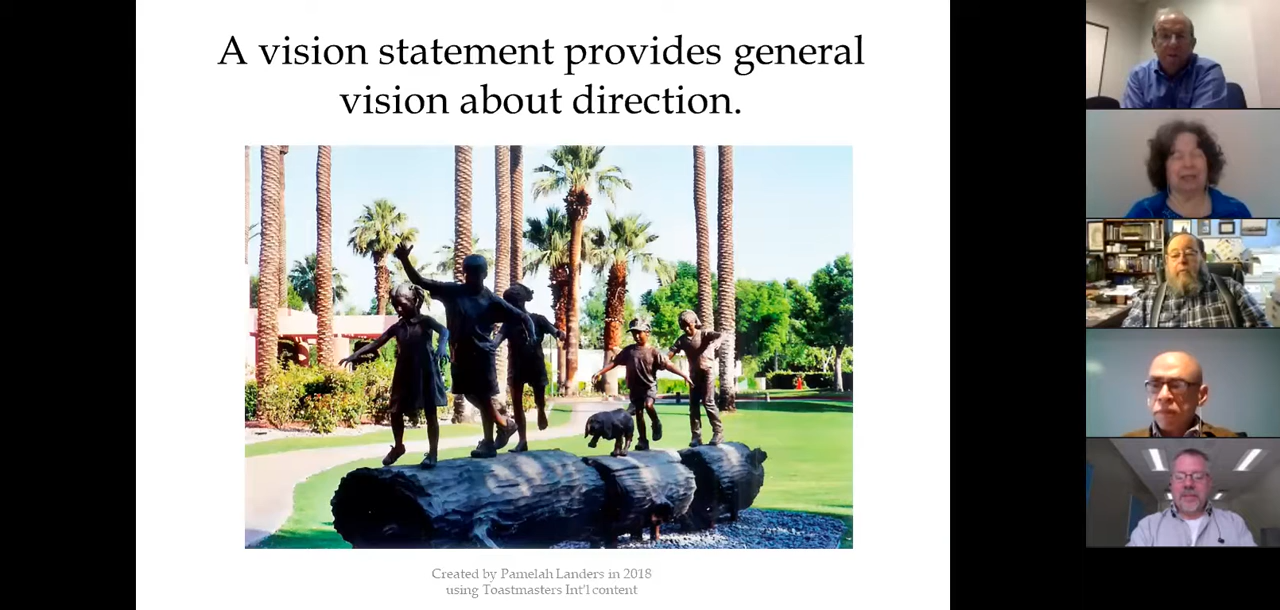 A vision statement provides general
vision about direction.
Created by Pamelah Landers in 2018
using Toastmasters Int'l content